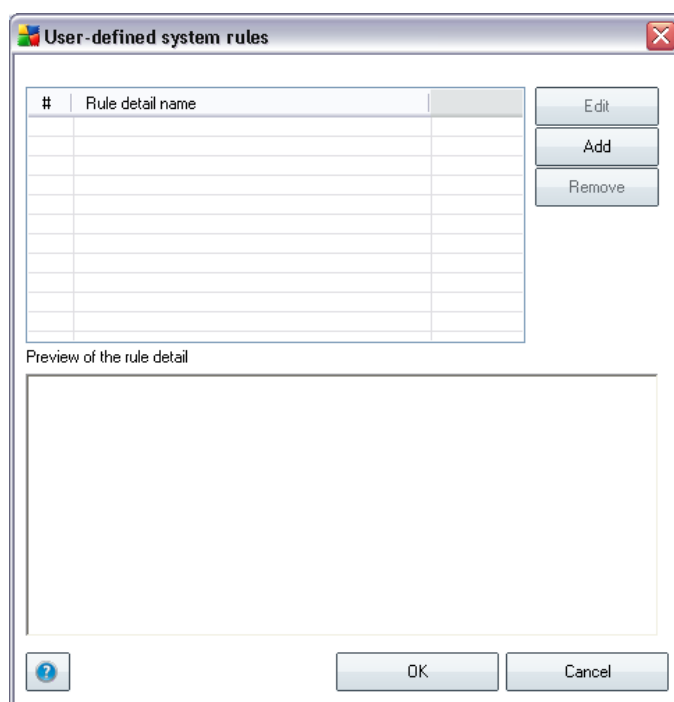 User-defined system rules
# Rule detail name
Edit
Add
Remove
Preview of the rule detail
?
OK
Cancel